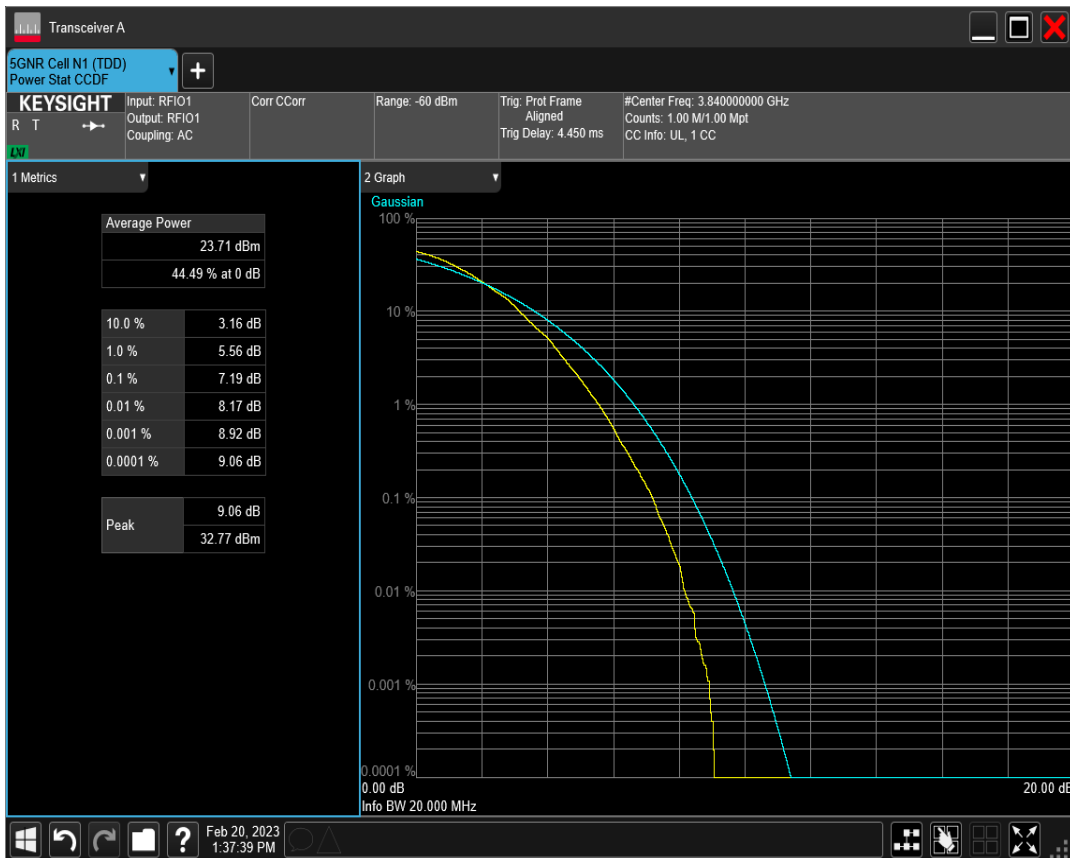 Transceiver A
5GNR Cell N1 (TDD)
Power Stat CCDF
KEYSIGHT
R T
LXI
Input: RFIO1
Output: RFIO1
Coupling: AC
Corr CCorr
Range: -60 dBm
Trig: Prot Frame
Aligned
Trig Delay: 4.450 ms
#Center Freq: 3.840000000 GHz
Counts: 1.00 M/1.00 Mpt
CC Info: UL, 1 CC
1 Metrics
Average Power
23.71 dBm
44.49 % at 0 dB
10.0 % 3.16 dB
1.0 % 5.56 dB
0.1 % 7.19 dB
0.01 % 8.17 dB
0.001 % 8.92 dB
0.0001 % 9.06 dB
Peak
9.06 dB
32.77 dBm
2 Graph
Gaussian
100 %
10 %
1 %
0.1 %
0.01 %
0.001 %
0.0001 %
0.00 dB 20.00 dB
Info BW 20.000 MHz
?
Feb 20, 2023
1:37:39 PM